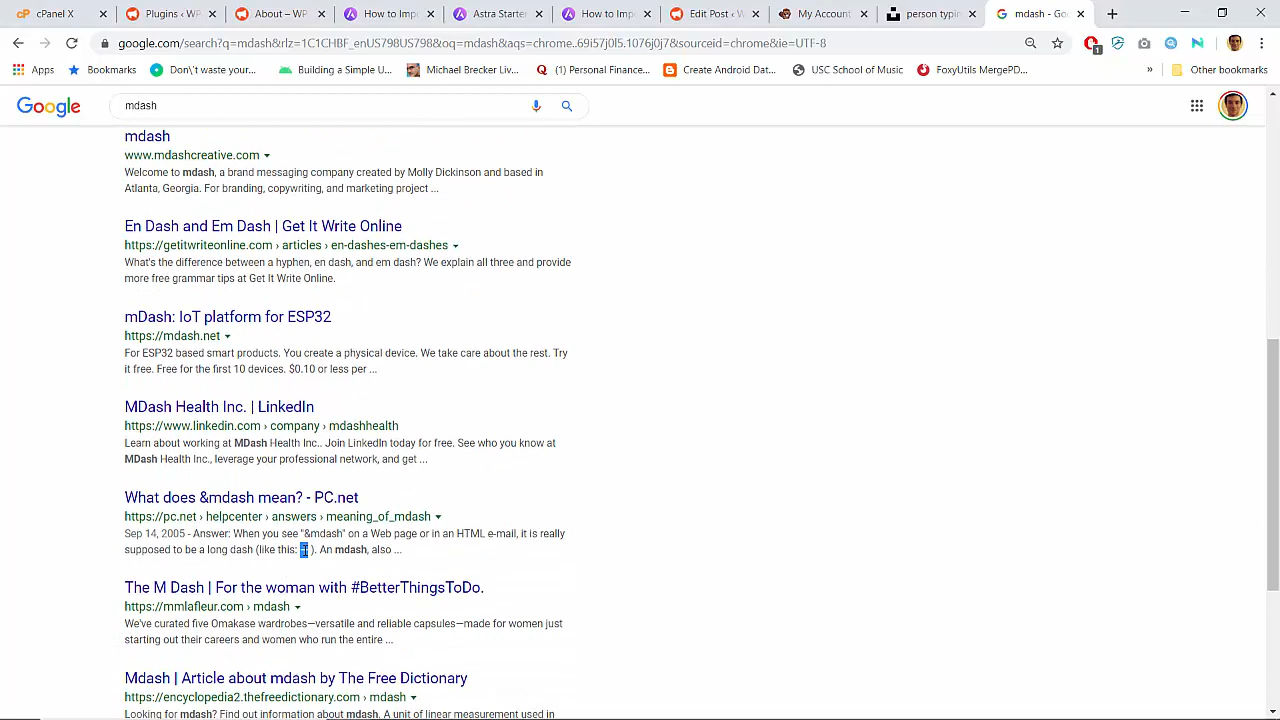 cP cPanel X
Plugins ‹ WP
About – WP
How to Imp
Astra Starte
How to Imp
Edit Post ‹ W
My Account
person typin
mdash - Go
google.com/search?q=mdash&rlz=1C1CHBF_enUS798US798&oq=mdash&aqs=chrome..69i57j0l5.1076j0j7&sourceid=chrome&ie=UTF-8
1
Apps
Bookmarks
Don\'t waste your...
Building a Simple U...
Michael Brecker Liv...
(1) Personal Finance...
Create Android Dat...
USC School of Music
FoxyUtils MergePD...
»
Other bookmarks
Google
mdash
mdash
www.mdashcreative.com
Welcome to mdash, a brand messaging company created by Molly Dickinson and based in
Atlanta, Georgia. For branding, copywriting, and marketing project ...
En Dash and Em Dash | Get It Write Online
https://getitwriteonline.com › articles › en-dashes-em-dashes
What's the difference between a hyphen, en dash, and em dash? We explain all three and provide
more free grammar tips at Get It Write Online.
mDash: IoT platform for ESP32
https://mdash.net
For ESP32 based smart products. You create a physical device. We take care about the rest. Try
it free. Free for the first 10 devices. $0.10 or less per ...
MDash Health Inc. | LinkedIn
https://www.linkedin.com › company › mdashhealth
Learn about working at MDash Health Inc.. Join LinkedIn today for free. See who you know at
MDash Health Inc., leverage your professional network, and get ...
What does &mdash mean? - PC.net
https://pc.net › helpcenter › answers › meaning_of_mdash
Sep 14, 2005 - Answer: When you see "&mdash" on a Web page or in an HTML e-mail, it is really
supposed to be a long dash (like this: — ). An mdash, also ...
The M Dash | For the woman with #BetterThingsToDo.
https://mmlafleur.com › mdash
We've curated five Omakase wardrobes—versatile and reliable capsules—made for women just
starting out their careers and women who run the entire ...
Mdash | Article about mdash by The Free Dictionary
https://encyclopedia2.thefreedictionary.com › mdash
Looking for mdash? Find out information about mdash. A unit of linear measurement used in